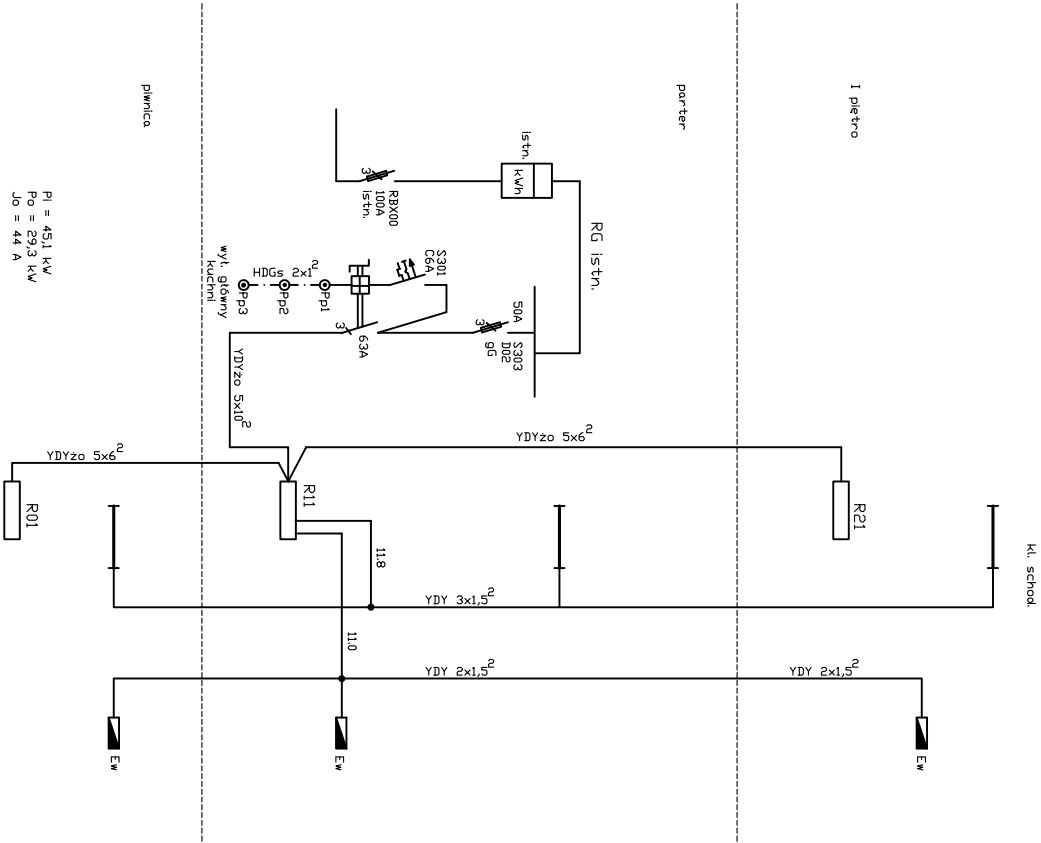 I piętro
kl. schod.
parter
piwnica
RG istn.
istn.
kWh
3
RBX00
100A
istn.
S301
C6A
50A
3
S303
D02
gG
HDGs 2x1²
Pp1
Pp2
Pp3
wył. główny
kuchni
3
63A
YDYżo 5x10²
YDYżo 5x6²
YDYżo 5x6²
R21
R11
R01
11.8
YDY 3x1,5²
11.0
YDY 2x1,5²
YDY 2x1,5²
Ew
Ew
Ew
Pi = 45,1 kW
Po = 29,3 kW
Jo = 44 A